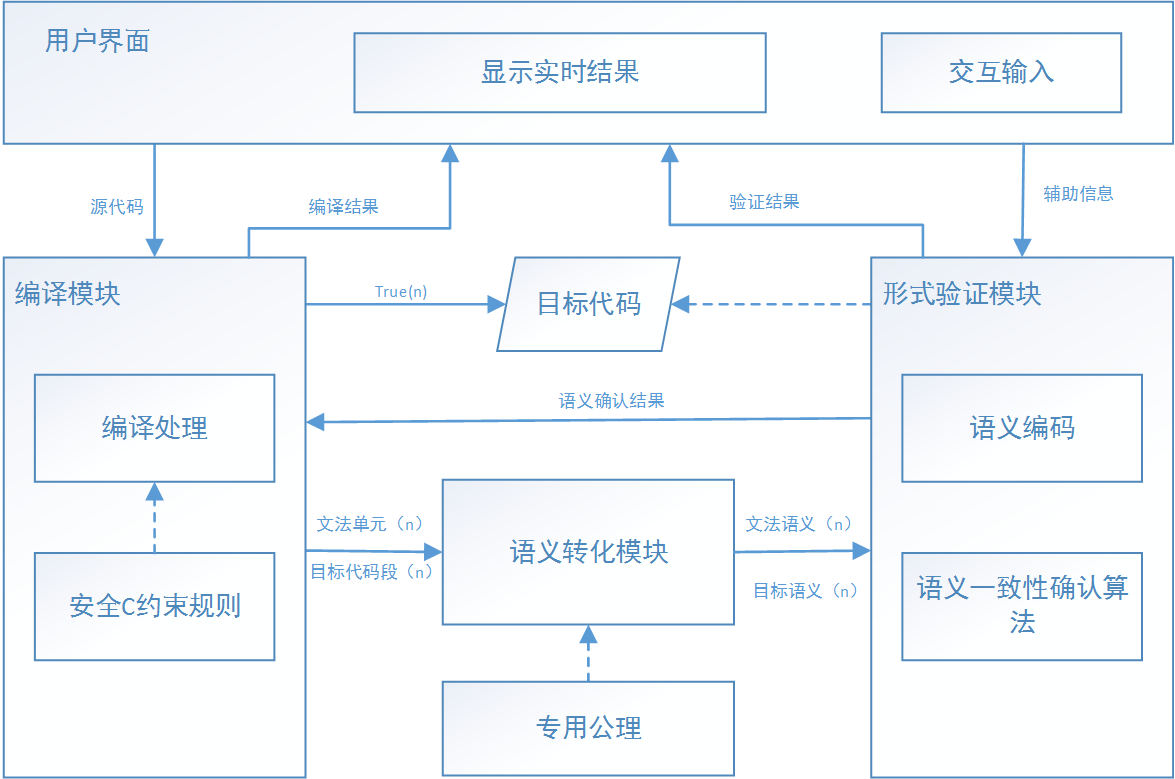 用户界面
显示实时结果
交互输入
源代码
编译结果
验证结果
辅助信息
编译模块
True(n)
目标代码
形式验证模块
语义确认结果
编译处理
语义编码
文法单元（n）
目标代码段（n）
语义转化模块
文法语义（n）
目标语义（n）
安全C约束规则
语义一致性确认算
法
专用公理